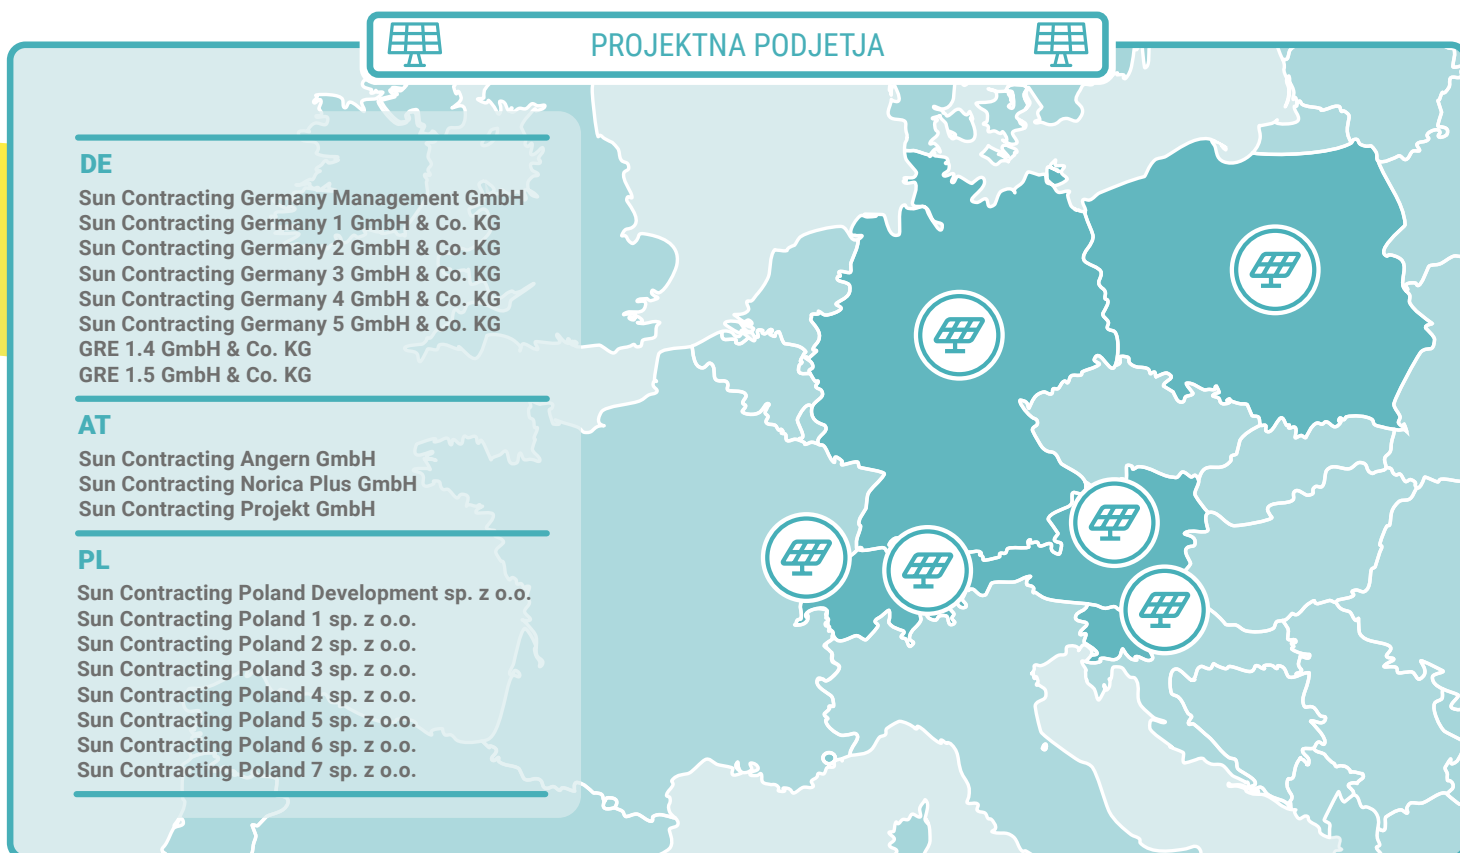 PROJEKTNA PODJETJA
DE
Sun Contracting Germany Management GmbH
Sun Contracting Germany 1 GmbH & Co. KG
Sun Contracting Germany 2 GmbH & Co. KG
Sun Contracting Germany 3 GmbH & Co. KG
Sun Contracting Germany 4 GmbH & Co. KG
Sun Contracting Germany 5 GmbH & Co. KG
GRE 1.4 GmbH & Co. KG
GRE 1.5 GmbH & Co. KG
AT
Sun Contracting Angern GmbH
Sun Contracting Norica Plus GmbH
Sun Contracting Projekt GmbH
PL
Sun Contracting Poland Development sp. z o.o.
Sun Contracting Poland 1 sp. z o.o.
Sun Contracting Poland 2 sp. z o.o.
Sun Contracting Poland 3 sp. z o.o.
Sun Contracting Poland 4 sp. z o.o.
Sun Contracting Poland 5 sp. z o.o.
Sun Contracting Poland 6 sp. z o.o.
Sun Contracting Poland 7 sp. z o.o.